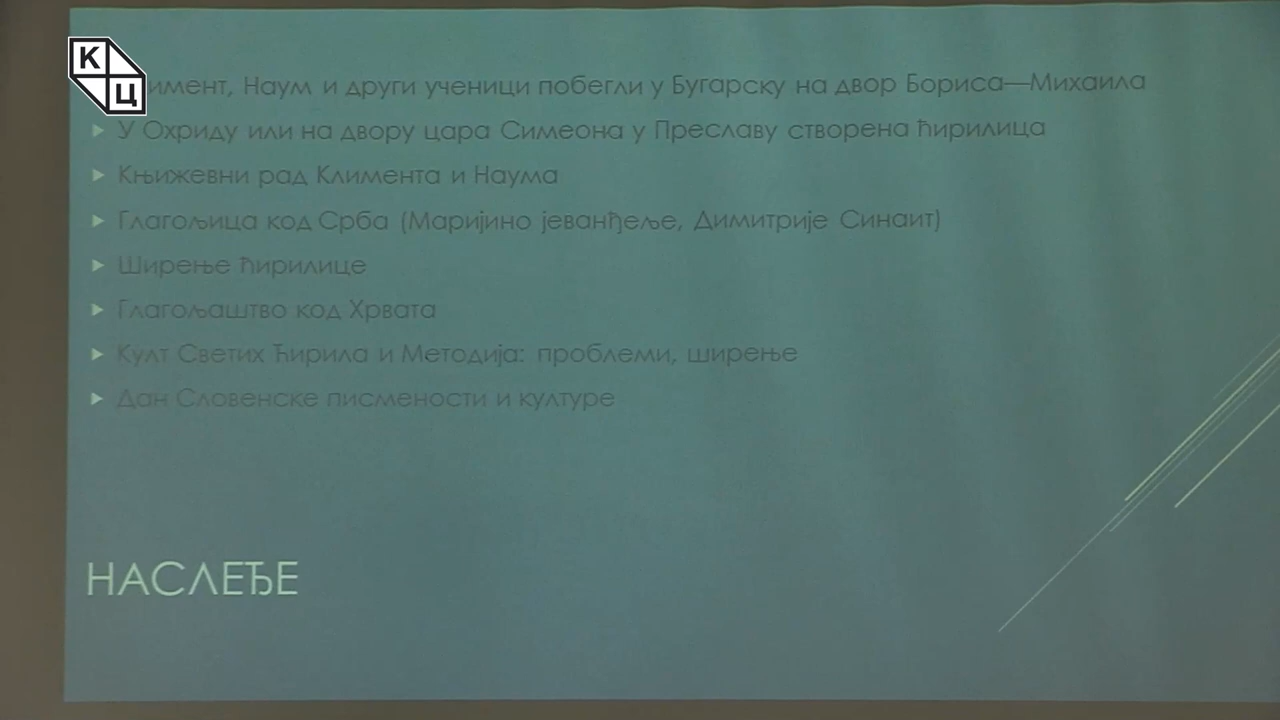 К
Ц
имент, Наум и други ученици побегли у Бугарску на двор Бориса—Михаила
У Охриду или на двору цара Симеона у Преславу створена ћирилица
Књижевни рад Климента и Наума
Глагољица код Срба (Маријино јеванђеље, Димитрије Синаит)
Ширење ћирилице
Глагољаштво код Хрвата
Култ Светих Ћирила и Методија: проблеми, ширење
Дан Словенске писмености и културе
НАСЛЕЂЕ